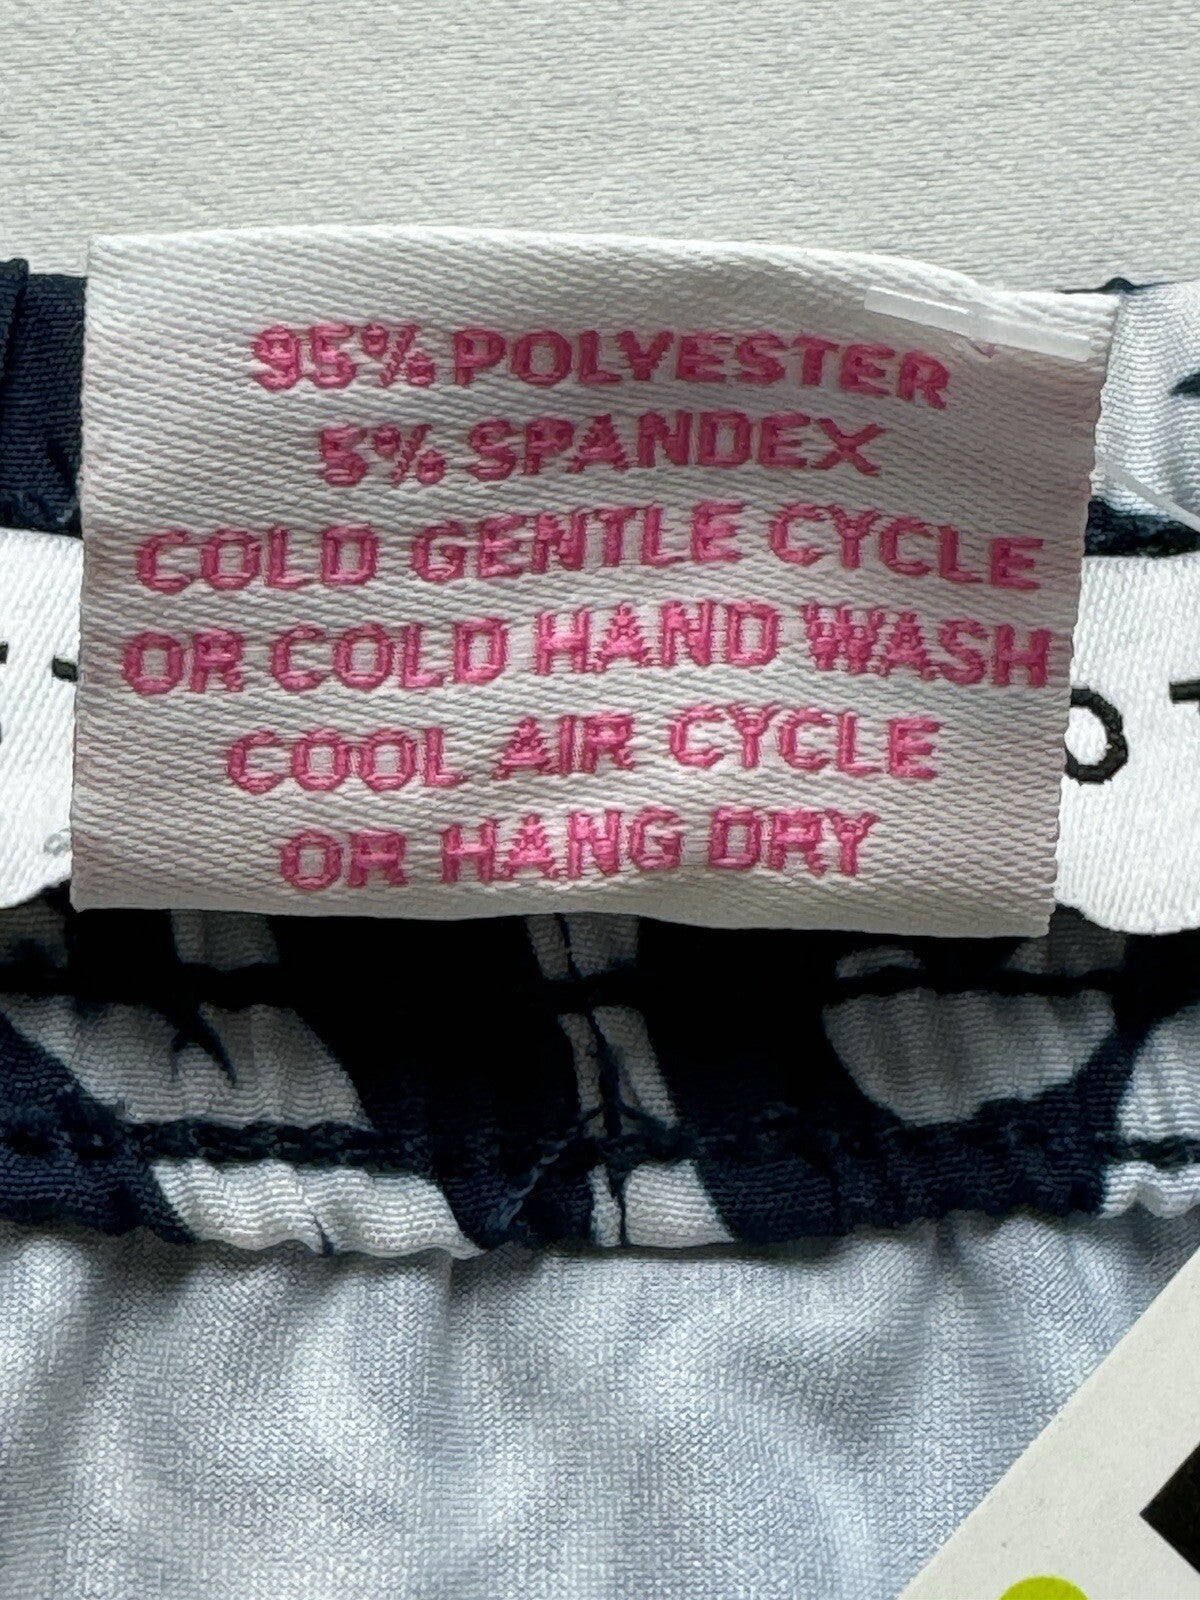 95% POLYESTER
5% SPANDEX
COLD GENTLE CYCLE
OR COLD HAND WASH
COOL AIR CYCLE
OR HANG DRY